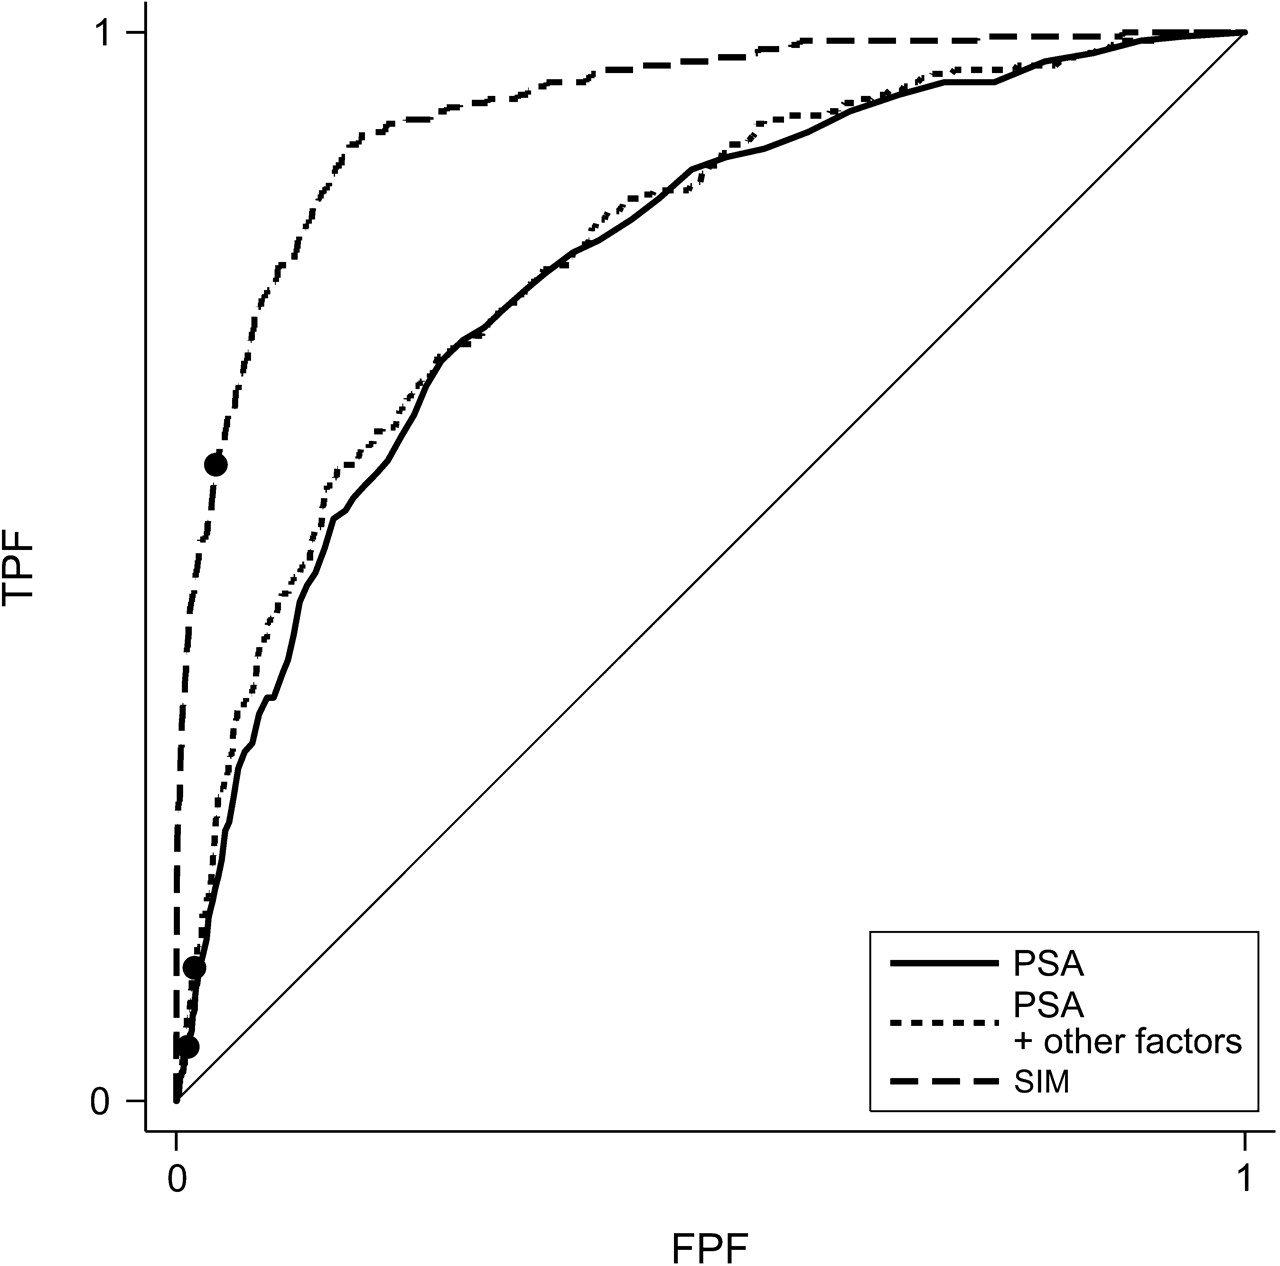 1
TPF
0
0
1
FPF
PSA
PSA
+ other factors
SIM